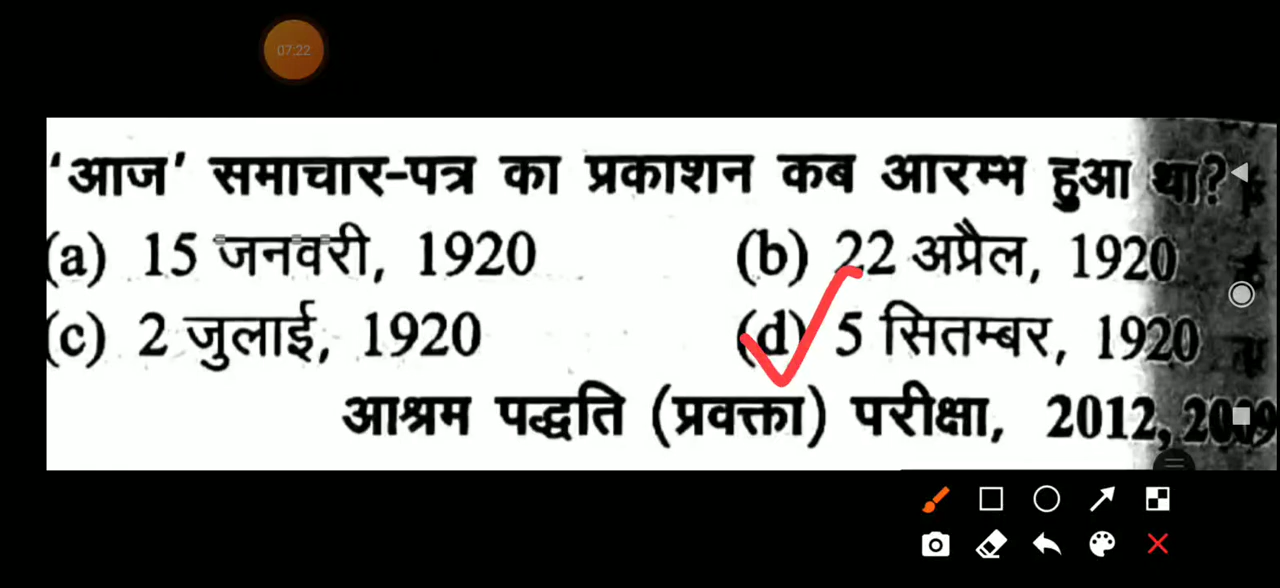 07:22
'आज' समाचार-पत्र का प्रकाशन कब आरम्भ हुआ था?
(a) 15 जनवरी, 1920 (b) 22 अप्रैल, 1920
(c) 2 जुलाई, 1920 (d) 5 सितम्बर, 1920
आश्रम पद्धति (प्रवक्ता) परीक्षा, 2012, 2009